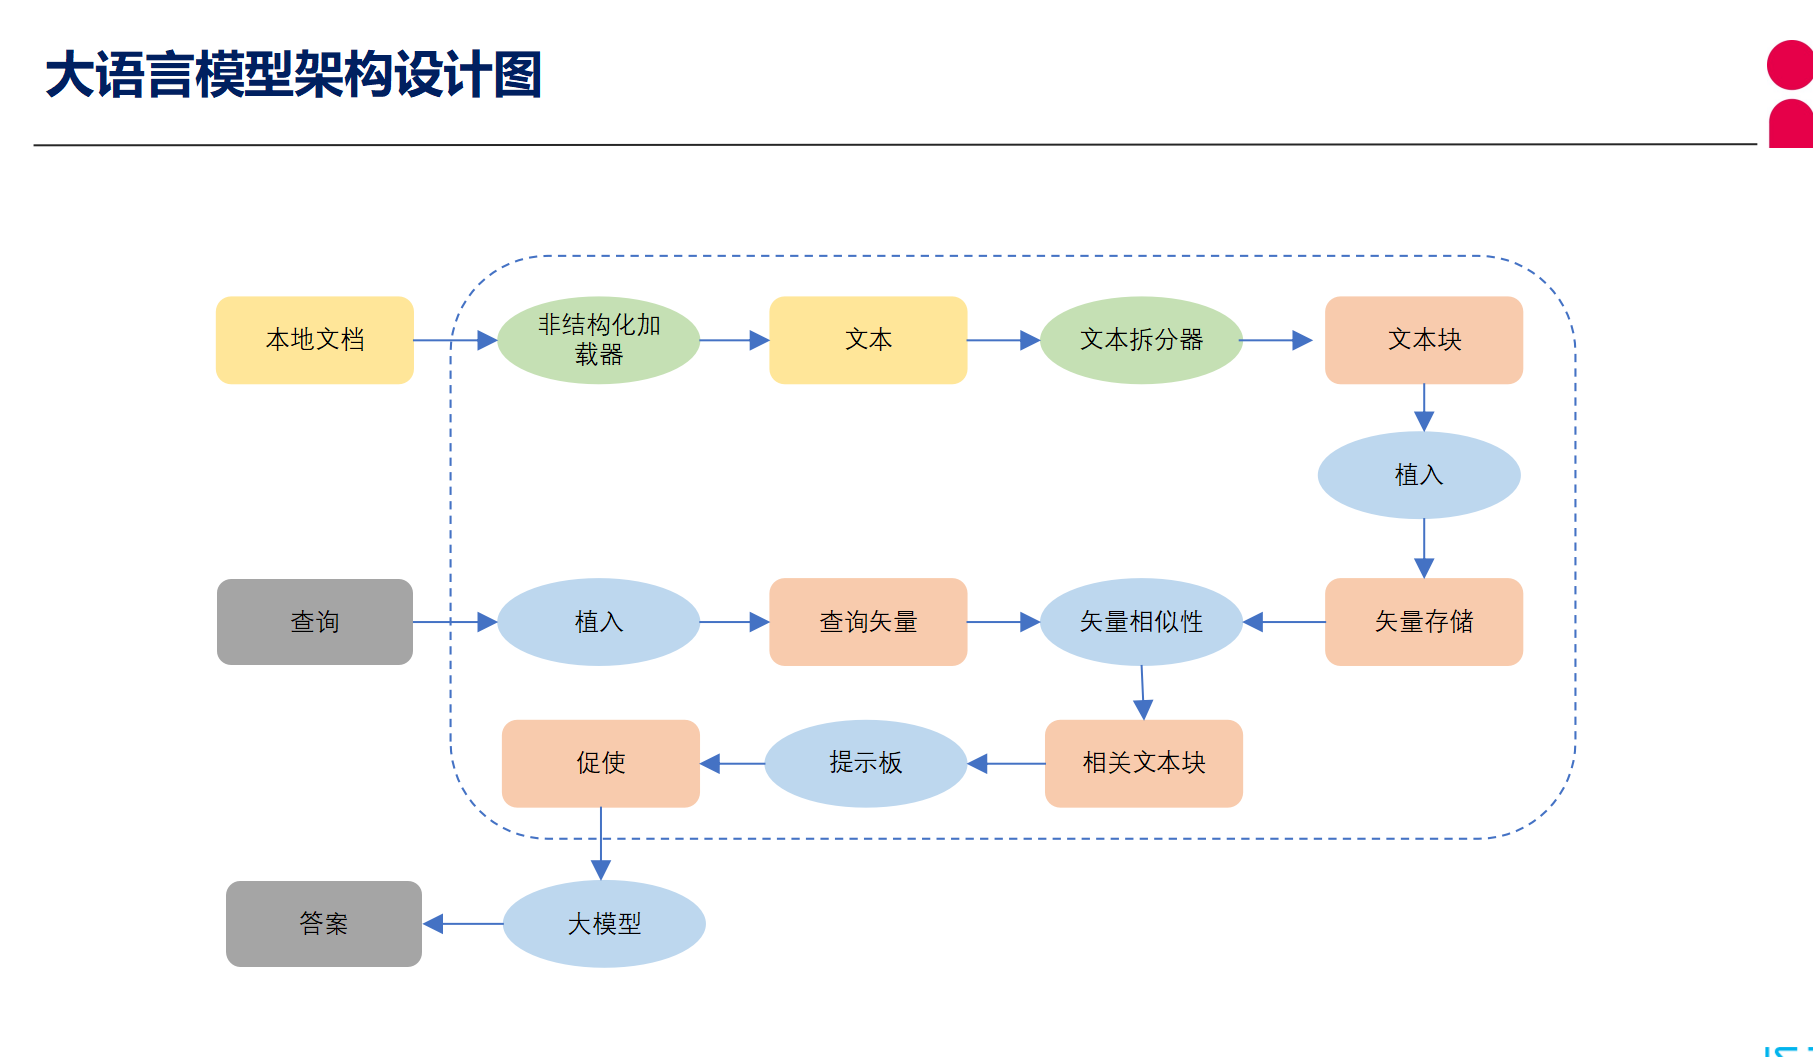 大语言模型架构设计图
本地文档
非结构化加
载器
文本
文本拆分器
文本块
植入
查询
植入
查询矢量
矢量相似性
矢量存储
促使
提示板
相关文本块
答案
大模型